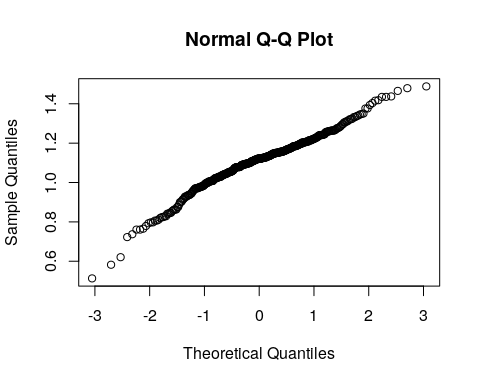 Normal Q-Q Plot
Sample Quantiles
1.4
1.2
1.0
0.8
0.6
-3 -2 -1 0 1 2 3
Theoretical Quantiles